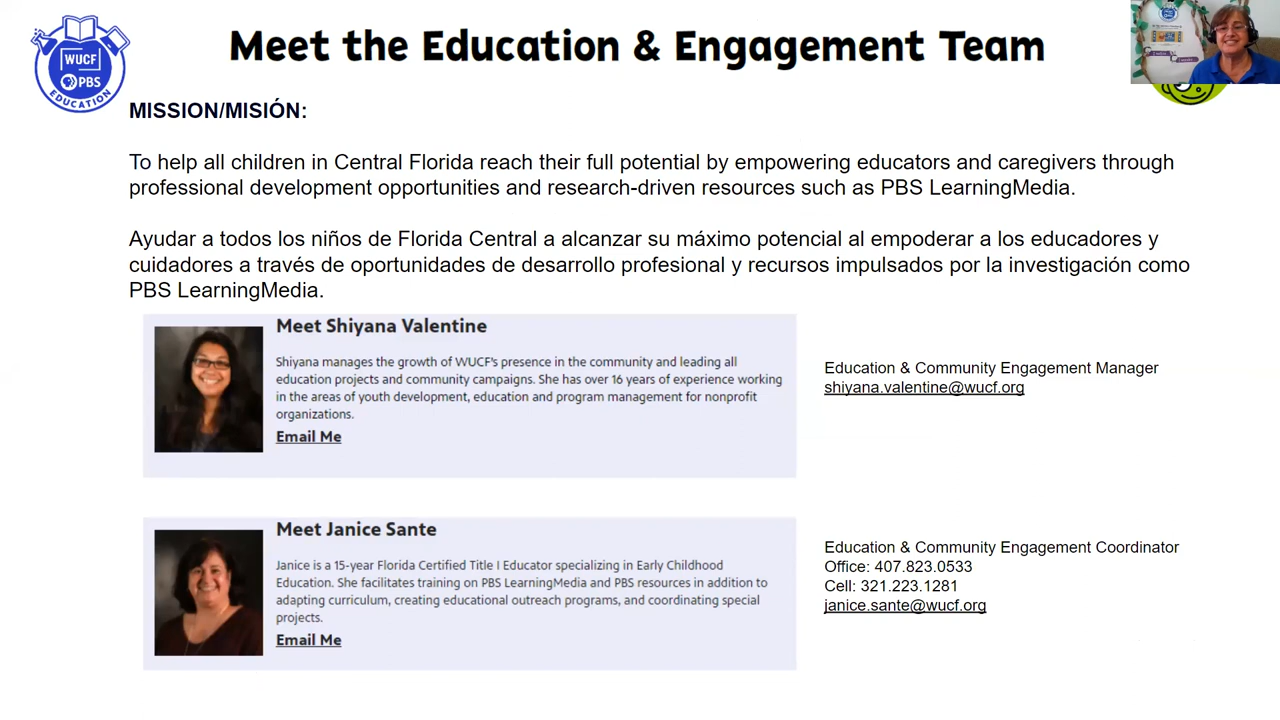 Meet the Education & Engagement Team
WUCF
PBS
EDUCATION
MISSION/MISIÓN:
To help all children in Central Florida reach their full potential by empowering educators and caregivers through
professional development opportunities and research-driven resources such as PBS LearningMedia.
Ayudar a todos los niños de Florida Central a alcanzar su máximo potencial al empoderar a los educadores y
cuidadores a través de oportunidades de desarrollo profesional y recursos impulsados por la investigación como
PBS LearningMedia.
Meet Shiyana Valentine
Shiyana manages the growth of WUCF's presence in the community and leading all
education projects and community campaigns. She has over 16 years of experience working
in the areas of youth development, education and program management for nonprofit
organizations.
Email Me
Education & Community Engagement Manager
shiyana.valentine@wucf.org
Meet Janice Sante
Janice is a 15-year Florida Certified Title I Educator specializing in Early Childhood
Education. She facilitates training on PBS LearningMedia and PBS resources in addition to
adapting curriculum, creating educational outreach programs, and coordinating special
projects.
Email Me
Education & Community Engagement Coordinator
Office: 407.823.0533
Cell: 321.223.1281
janice.sante@wucf.org